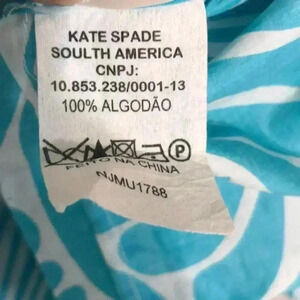 KATE SPADE
SOULTH AMERICA
CNPJ:
10.853.238/0001-13
100% ALGODÃO
P
FEITO NA CHINA
NJMU1788